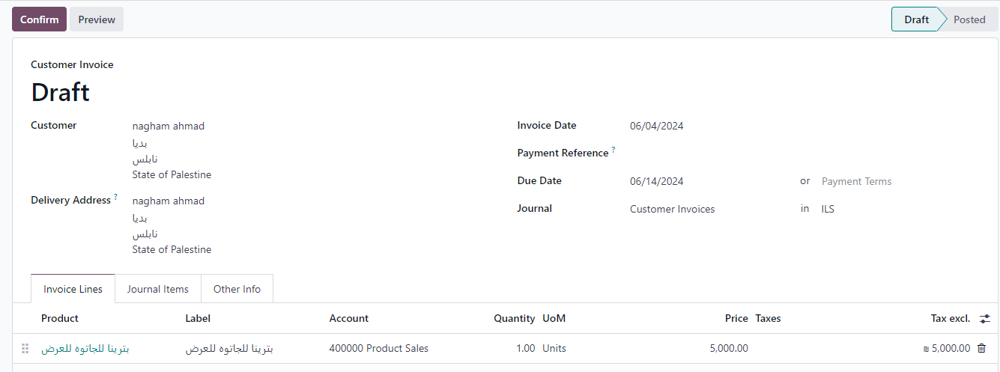 Confirm Preview Draft Posted
Customer Invoice
Draft
Customer nagham ahmad
بديا
نابلس
State of Palestine
Delivery Address ? nagham ahmad
بديا
نابلس
State of Palestine
Invoice Date 06/04/2024
Payment Reference ?
Due Date 06/14/2024 or Payment Terms
Journal Customer Invoices in ILS
Invoice Lines Journal Items Other Info
Product Label Account Quantity UoM Price Taxes Tax excl.
بترينا للجاتوه للعرض بترينا للجاتوه للعرض 400000 Product Sales 1.00 Units 5,000.00 ₪ 5,000.00